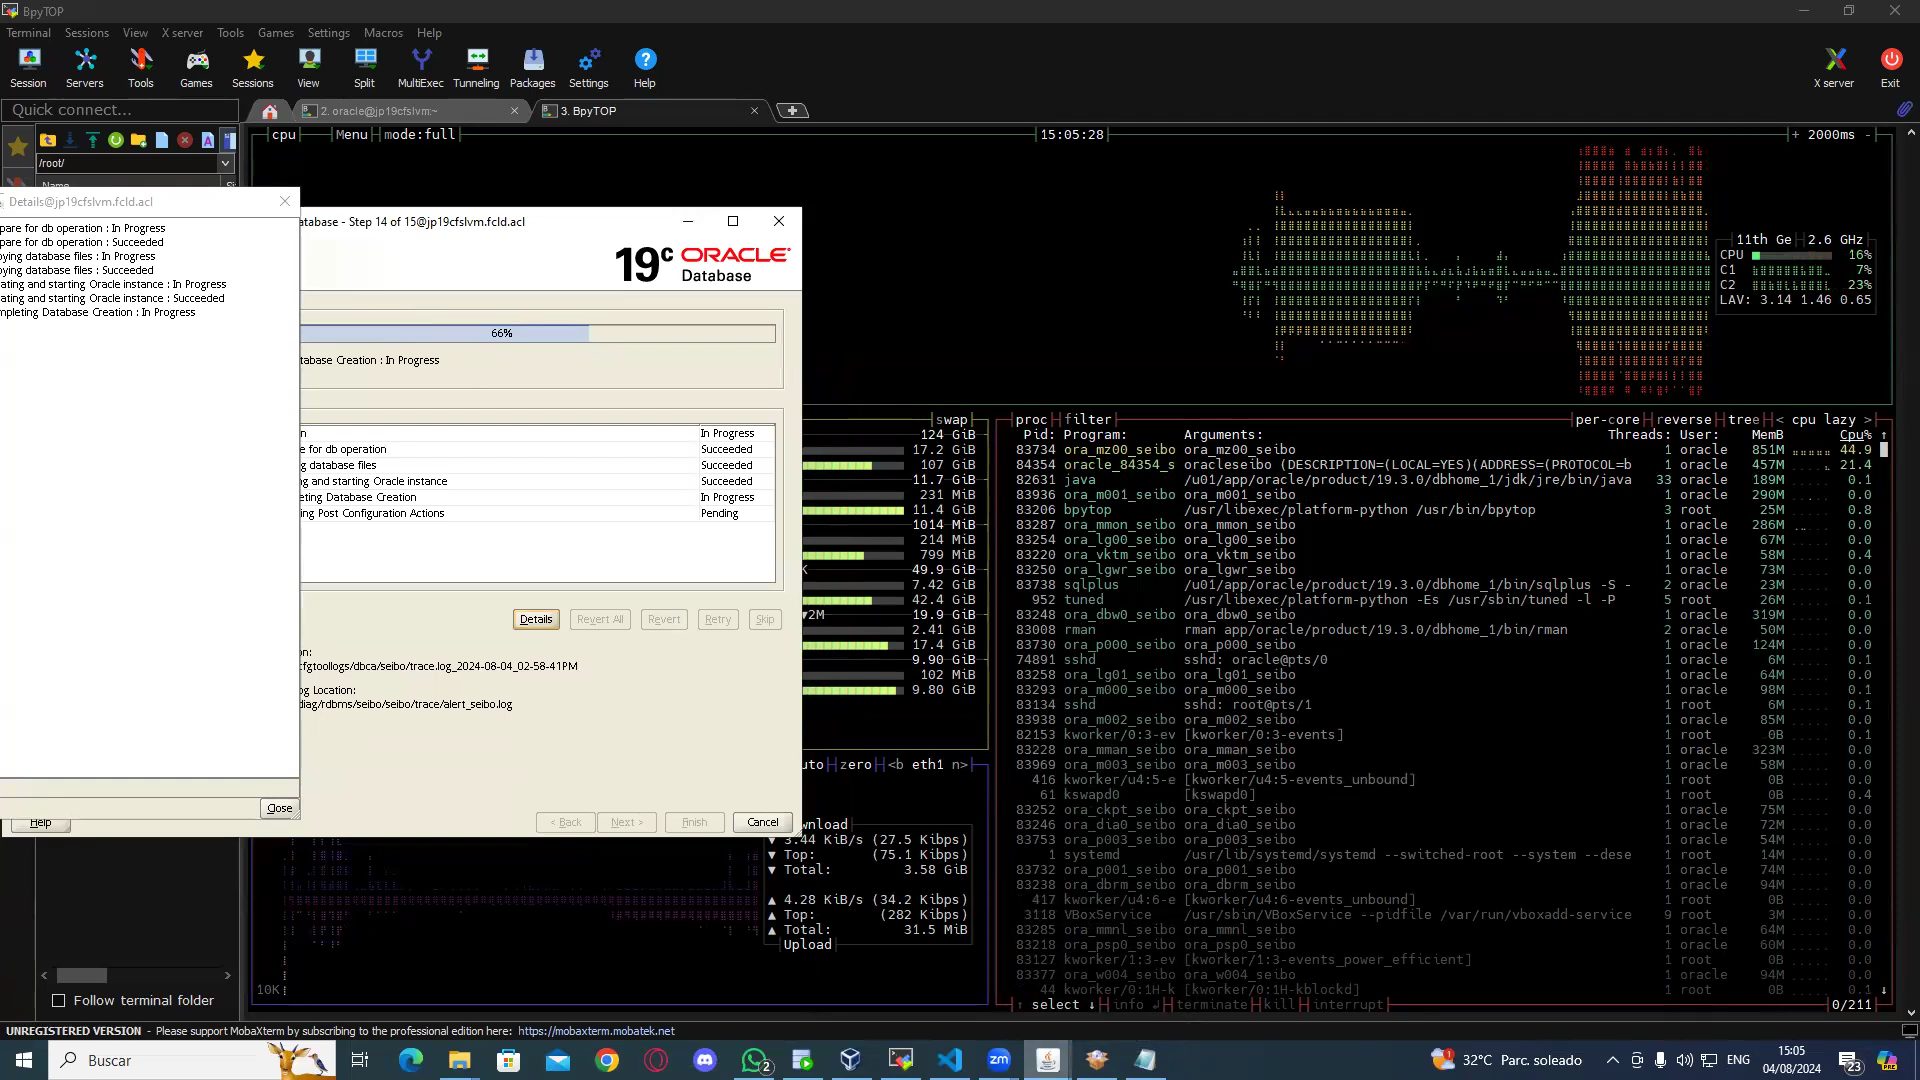 BpyTOP
Terminal Sessions View X server Tools Games Settings Macros Help
Session Servers Tools Games Sessions View Split MultiExec Tunneling Packages Settings Help X server Exit
Quick connect...
2. oracle@jp19cfslvm:~
3. BpyTOP
/root/
Name
cpu Menu mode:full 15:05:28 + 2000ms -
11th Ge 2.6 GHz
CPU 16%
C1 7%
C2 23%
LAV: 3.14 1.46 0.65
Details@jp19cfslvm.fcld.acl
pare for db operation : In Progress
pare for db operation : Succeeded
ying database files : In Progress
ying database files : Succeeded
ating and starting Oracle instance : In Progress
ating and starting Oracle instance : Succeeded
mpleting Database Creation : In Progress
Close
Help
atabase - Step 14 of 15@jp19cfslvm.fcld.acl
19c ORACLE
Database
66%
tabase Creation : In Progress
n In Progress
e for db operation Succeeded
g database files Succeeded
g and starting Oracle instance Succeeded
eting Database Creation In Progress
ing Post Configuration Actions Pending
Details Revert All Revert Retry Skip
on:
cfgtoollogs/dbca/seibo/trace.log_2024-08-04_02-58-41PM
og Location:
diag/rdbms/seibo/seibo/trace/alert_seibo.log
< Back Next > Finish Cancel
swap
124 GiB
17.2 GiB
107 GiB
11.7 GiB
231 MiB
11.4 GiB
1014 MiB
214 MiB
799 MiB
K 49.9 GiB
7.42 GiB
42.4 GiB
▼2M 19.9 GiB
2.41 GiB
17.4 GiB
9.90 GiB
102 MiB
9.80 GiB
uto zero <b eth1 n>
wnload
▼ 3.44 KiB/s (27.5 Kibps)
▼ Top: (75.1 Kibps)
▼ Total: 3.58 GiB
▲ 4.28 KiB/s (34.2 Kibps)
▲ Top: (282 Kibps)
▲ Total: 31.5 MiB
Upload
10K
proc filter per-core reverse tree < cpu lazy >
Pid: Program: Arguments: Threads: User: MemB Cpu% ↑
83734 ora_mz00_seibo ora_mz00_seibo 1 oracle 851M 44.9
84354 oracle_84354_s oracleseibo (DESCRIPTION=(LOCAL=YES)(ADDRESS=(PROTOCOL=b 1 oracle 457M 21.4
82631 java /u01/app/oracle/product/19.3.0/dbhome_1/jdk/jre/bin/java 33 oracle 189M 0.1
83936 ora_m001_seibo ora_m001_seibo 1 oracle 290M 0.0
83206 bpytop /usr/libexec/platform-python /usr/bin/bpytop 3 root 25M 0.8
83287 ora_mmon_seibo ora_mmon_seibo 1 oracle 286M 0.0
83254 ora_lg00_seibo ora_lg00_seibo 1 oracle 67M 0.0
83220 ora_vktm_seibo ora_vktm_seibo 1 oracle 58M 0.4
83250 ora_lgwr_seibo ora_lgwr_seibo 1 oracle 73M 0.0
83738 sqlplus /u01/app/oracle/product/19.3.0/dbhome_1/bin/sqlplus -S - 2 oracle 23M 0.0
952 tuned /usr/libexec/platform-python -Es /usr/sbin/tuned -l -P 5 root 26M 0.1
83248 ora_dbw0_seibo ora_dbw0_seibo 1 oracle 319M 0.0
83008 rman rman app/oracle/product/19.3.0/dbhome_1/bin/rman 2 oracle 50M 0.0
83730 ora_p000_seibo ora_p000_seibo 1 oracle 124M 0.0
74891 sshd sshd: oracle@pts/0 1 oracle 6M 0.1
83258 ora_lg01_seibo ora_lg01_seibo 1 oracle 64M 0.0
83293 ora_m000_seibo ora_m000_seibo 1 oracle 98M 0.1
83134 sshd sshd: root@pts/1 1 root 6M 0.1
83938 ora_m002_seibo ora_m002_seibo 1 oracle 85M 0.0
82153 kworker/0:3-ev [kworker/0:3-events] 1 root 0B 0.1
83228 ora_mman_seibo ora_mman_seibo 1 oracle 323M 0.0
83969 ora_m003_seibo ora_m003_seibo 1 oracle 58M 0.0
416 kworker/u4:5-e [kworker/u4:5-events_unbound] 1 root 0B 0.0
61 kswapd0 [kswapd0] 1 root 0B 0.4
83252 ora_ckpt_seibo ora_ckpt_seibo 1 oracle 75M 0.0
83246 ora_dia0_seibo ora_dia0_seibo 1 oracle 72M 0.0
83753 ora_p003_seibo ora_p003_seibo 1 oracle 54M 0.0
1 systemd /usr/lib/systemd/systemd --switched-root --system --dese 1 root 14M 0.0
83732 ora_p001_seibo ora_p001_seibo 1 oracle 74M 0.0
83238 ora_dbrm_seibo ora_dbrm_seibo 1 oracle 94M 0.0
417 kworker/u4:6-e [kworker/u4:6-events_unbound] 1 root 0B 0.0
3118 VBoxService /usr/sbin/VBoxService --pidfile /var/run/vboxadd-service 9 root 3M 0.0
83285 ora_mmnl_seibo ora_mmnl_seibo 1 oracle 64M 0.0
83218 ora_psp0_seibo ora_psp0_seibo 1 oracle 60M 0.0
83127 kworker/1:3-ev [kworker/1:3-events_power_efficient] 1 root 0B 0.0
83377 ora_w004_seibo ora_w004_seibo 1 oracle 94M 0.0
44 kworker/0:1H-k [kworker/0:1H-kblockd] 1 root 0B 0.1 ↓
↑ select ↓ info ↲ terminate kill interrupt 0/211
Follow terminal folder
UNREGISTERED VERSION - Please support MobaXterm by subscribing to the professional edition here: https://mobaxterm.mobatek.net
Buscar
2
zm
32°C Parc. soleado
ENG
15:05
04/08/2024
23
PRE